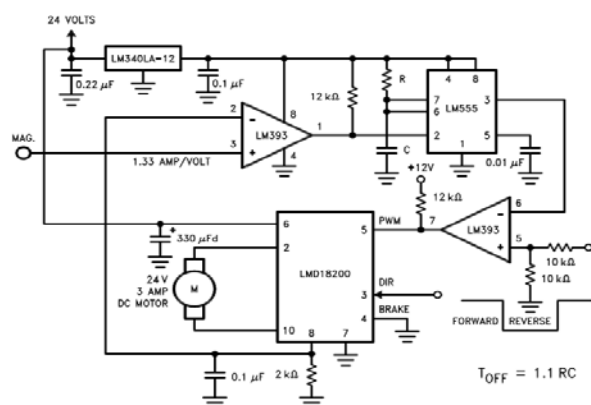 24 VOLTS
LM340LA-12
0.22 µF
0.1 µF
12 kΩ
R
4
8
7
6
LM555
3
2
5
1
C
0.01 µF
2
8
LM393
1
3
4
MAG.
1.33 AMP/VOLT
+12V
12 kΩ
6
LM393
7
5
10 kΩ
10 kΩ
+
330 µFd
6
2
5
PWM
LMD18200
24 V
3 AMP
DC MOTOR
M
3
DIR
4
BRAKE
10
8
7
FORWARD
REVERSE
0.1 µF
2 kΩ
T OFF = 1.1 RC